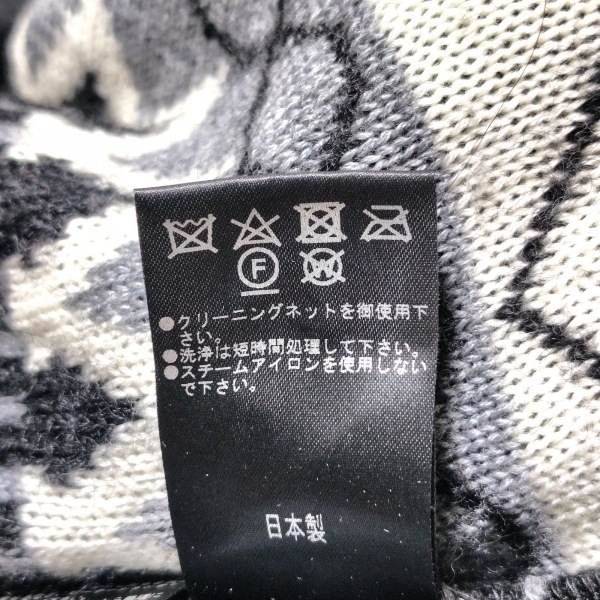 F W
●クリーニングネットを御使用下
さい。
●洗浄は短時間処理して下さい。
●スチームアイロンを使用しない
で下さい。
日本製